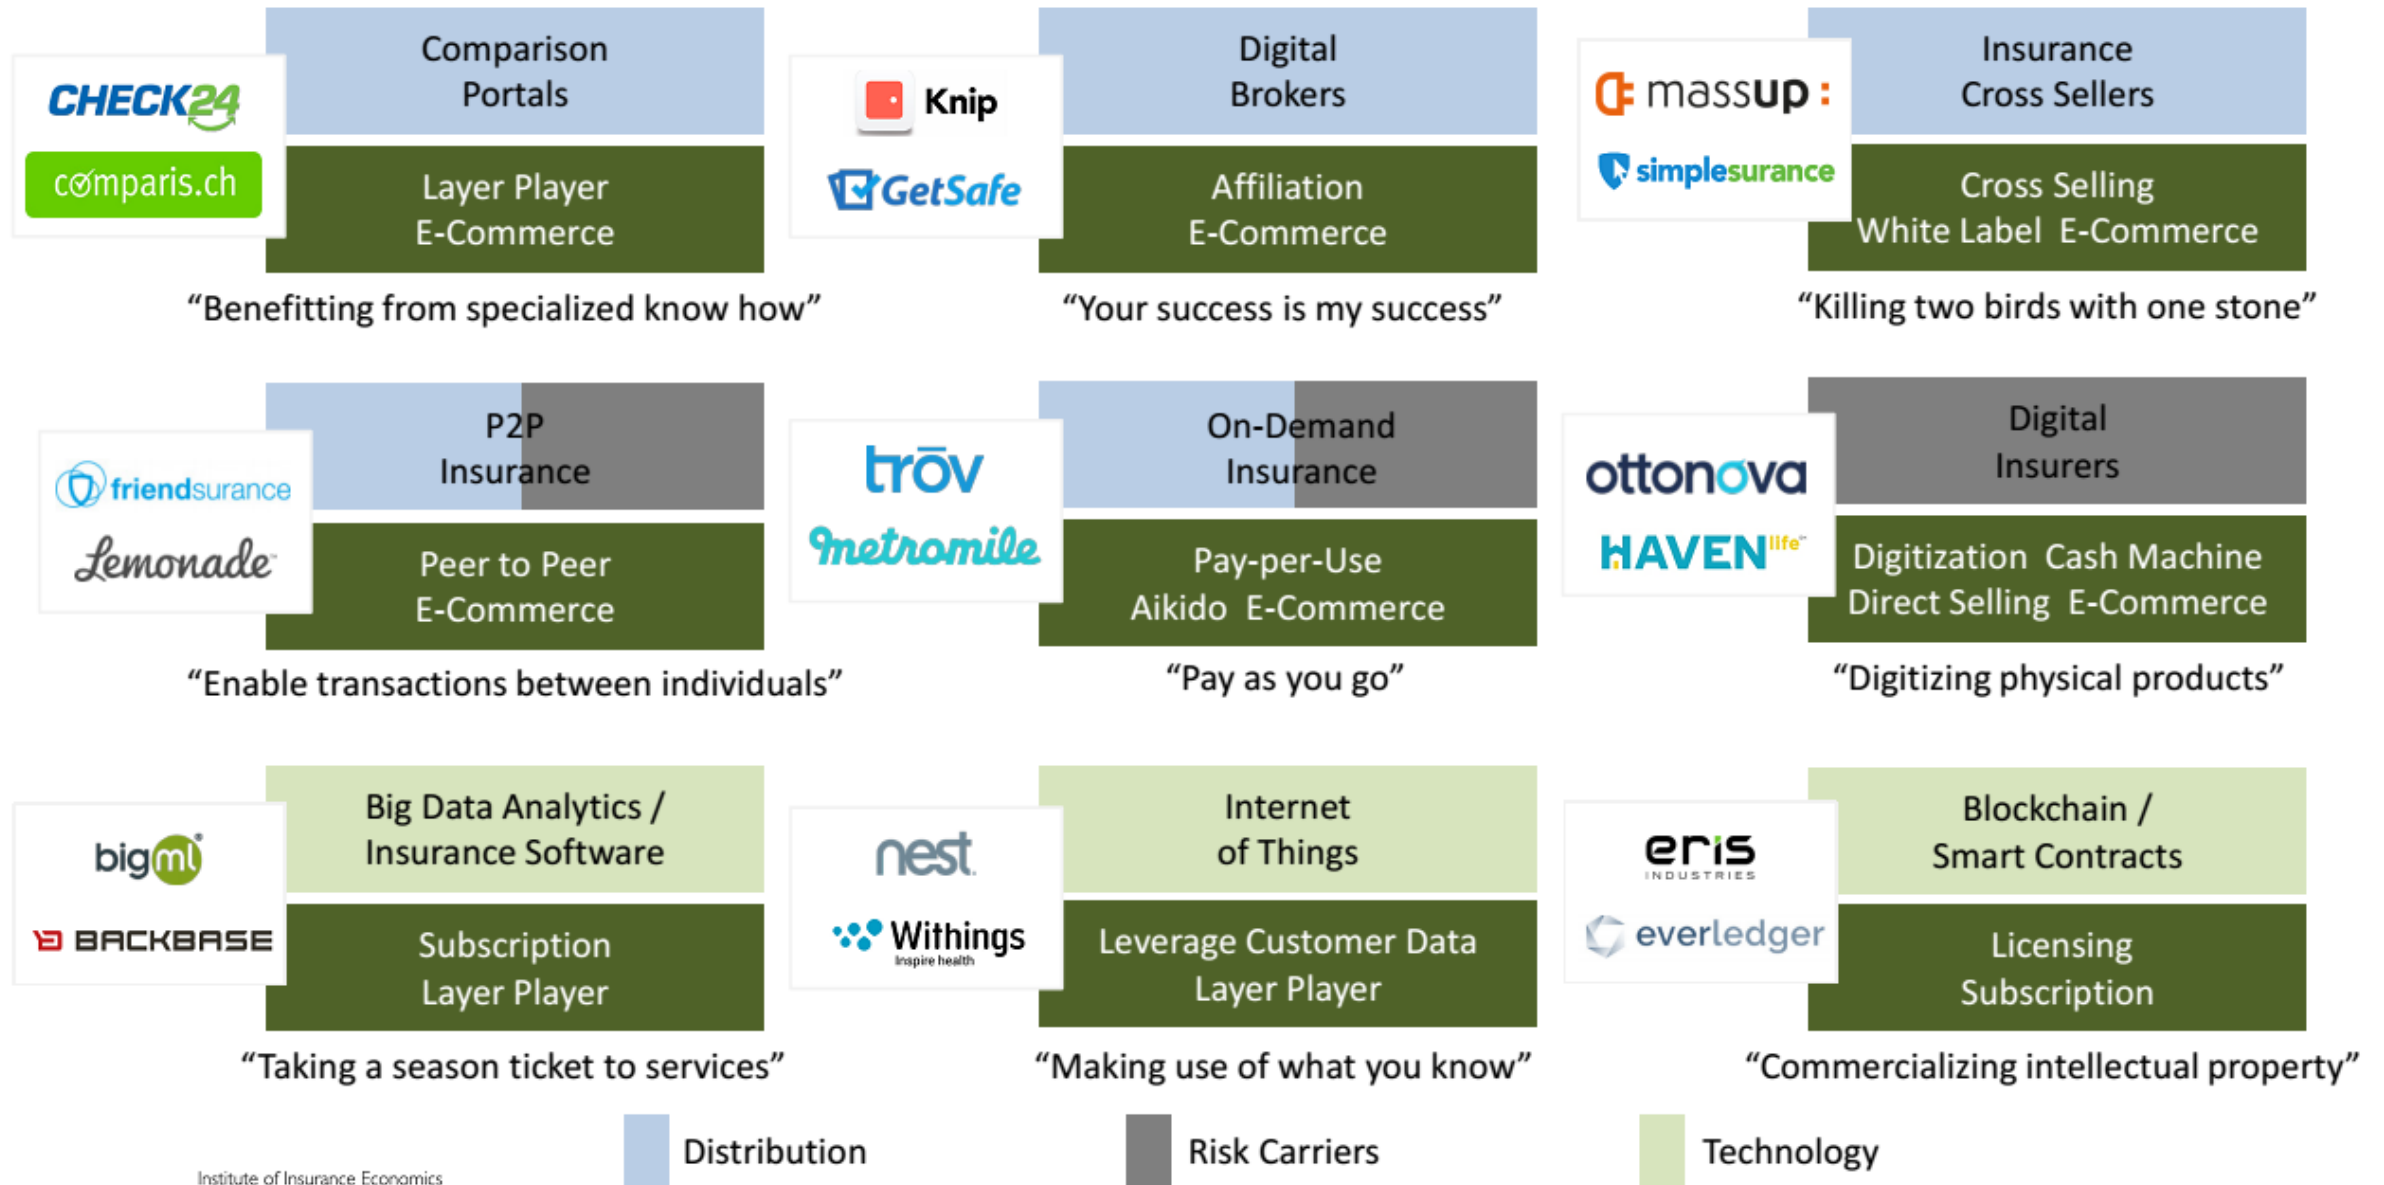 CHECK24
comparis.ch
Comparison
Portals
Layer Player
E-Commerce
“Benefitting from specialized know how”
Knip
GetSafe
Digital
Brokers
Affiliation
E-Commerce
“Your success is my success”
massup:
simplesurance
Insurance
Cross Sellers
Cross Selling
White Label E-Commerce
“Killing two birds with one stone”
friendsurance
Lemonade
P2P
Insurance
Peer to Peer
E-Commerce
“Enable transactions between individuals”
trōv
metromile
On-Demand
Insurance
Pay-per-Use
Aikido E-Commerce
“Pay as you go”
ottonova
HAVEN life
Digital
Insurers
Digitization Cash Machine
Direct Selling E-Commerce
“Digitizing physical products”
bigml®
BACKBASE
Big Data Analytics /
Insurance Software
Subscription
Layer Player
“Taking a season ticket to services”
nest
Withings
Inspire health
Internet
of Things
Leverage Customer Data
Layer Player
“Making use of what you know”
eris
INDUSTRIES
everledger
Blockchain /
Smart Contracts
Licensing
Subscription
“Commercializing intellectual property”
Distribution
Risk Carriers
Technology
Institute of Insurance Economics